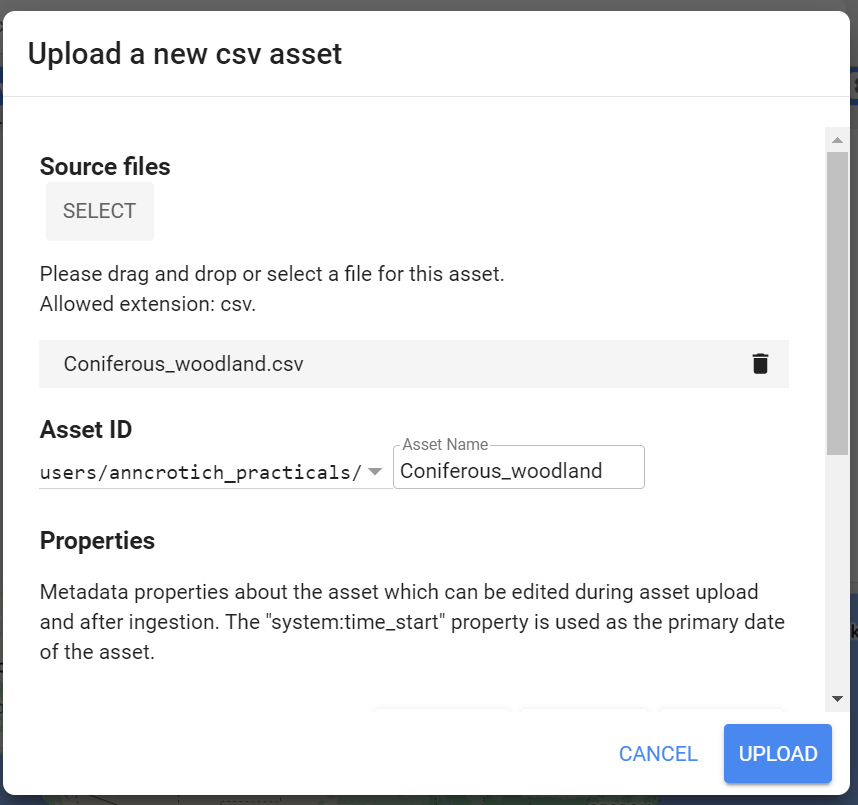 Upload a new csv asset
Source files
SELECT
Please drag and drop or select a file for this asset.
Allowed extension: csv.
Coniferous_woodland.csv
Asset ID
Asset Name
users/anncrotich_practicals/ Coniferous_woodland
Properties
Metadata properties about the asset which can be edited during asset upload
and after ingestion. The "system:time_start" property is used as the primary date
of the asset.
CANCEL UPLOAD